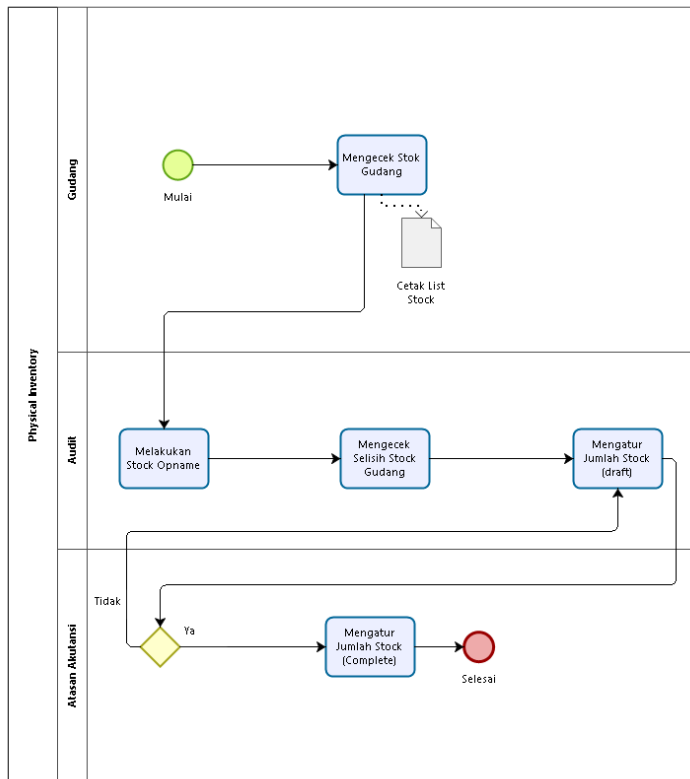 Physical Inventory
Gudang
Mulai
Mengecek Stok
Gudang
Cetak List
Stock
Audit
Melakukan
Stock Opname
Mengecek
Selisih Stock
Gudang
Mengatur
Jumlah Stock
(draft)
Atasan Akutansi
Tidak
Ya
Mengatur
Jumlah Stock
(Complete)
Selesai